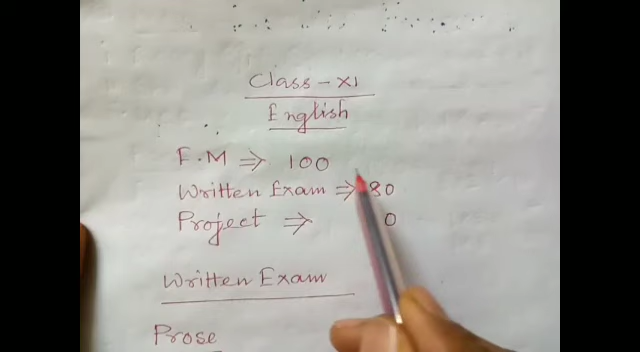 Class - XI
English
F.M ⇒ 100
Written Exam ⇒ 80
Project ⇒
Written Exam
Prose